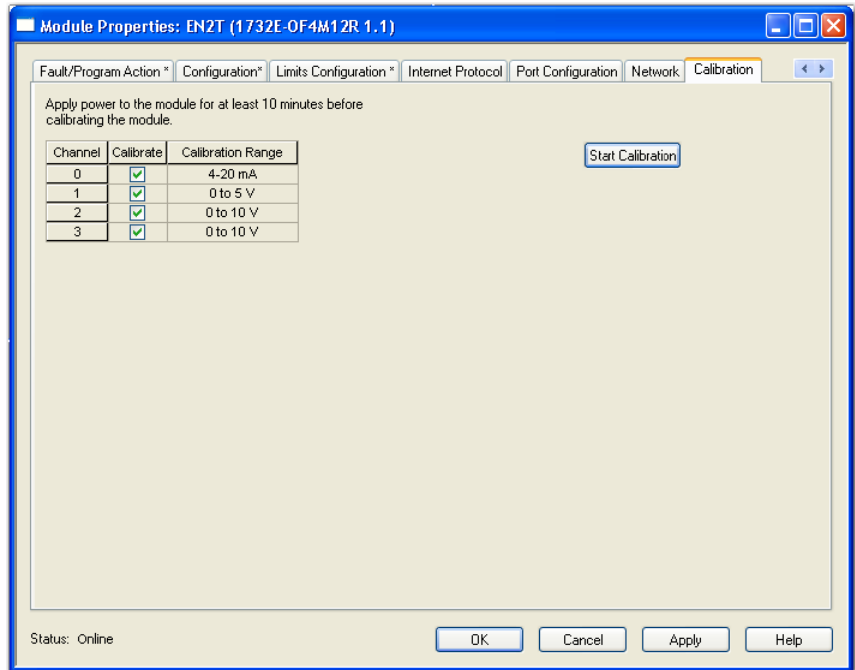 Module Properties: EN2T (1732E-OF4M12R 1.1)
Fault/Program Action * Configuration* Limits Configuration * Internet Protocol Port Configuration Network Calibration
Apply power to the module for at least 10 minutes before
calibrating the module.
Channel Calibrate Calibration Range
Start Calibration
0 4-20 mA
1 0 to 5 V
2 0 to 10 V
3 0 to 10 V
Status: Online OK Cancel Apply Help